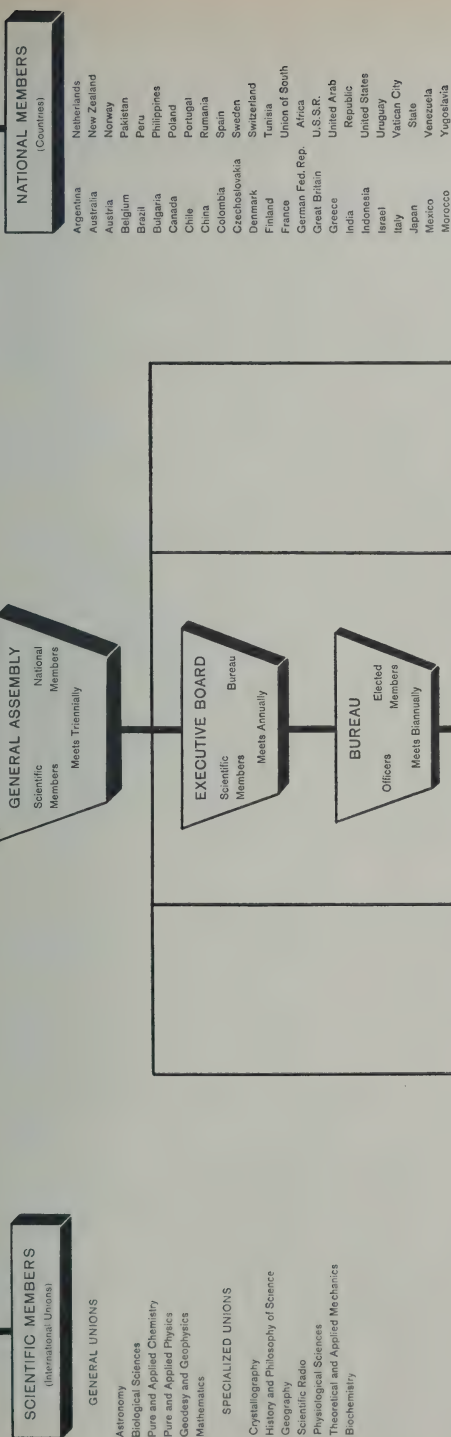 SCIENTIFIC MEMBERS
(International Unions)
GENERAL UNIONS
Astronomy
Biological Sciences
Pure and Applied Chemistry
Pure and Applied Physics
Geodesy and Geophysics
Mathematics
SPECIALIZED UNIONS
Crystallography
History and Philosophy of Science
Geography
Scientific Radio
Physiological Sciences
Theoretical and Applied Mechanics
Biochemistry
GENERAL ASSEMBLY
Scientific National
Members Members
Meets Triennially
EXECUTIVE BOARD
Scientific Bureau
Members
Meets Annually
BUREAU
Officers Elected
Members
Meets Biannually
NATIONAL MEMBERS
(Countries)
Argentina
Australia
Austria
Belgium
Brazil
Bulgaria
Canada
Chile
China
Colombia
Czechoslovakia
Denmark
Finland
France
German Fed. Rep.
Great Britain
Greece
India
Indonesia
Israel
Italy
Japan
Mexico
Morocco
Netherlands
New Zealand
Norway
Pakistan
Peru
Philippines
Poland
Portugal
Rumania
Spain
Sweden
Switzerland
Tunisia
Union of South
Africa
U.S.S.R.
United Arab
Republic
United States
Uruguay
Vatican City
State
Venezuela
Yugoslavia